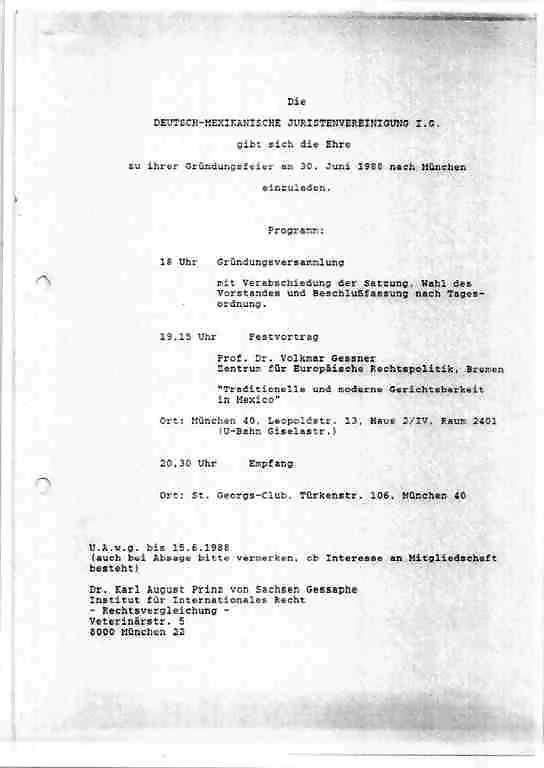 Die
DEUTSCH-MEXIKANISCHE JURISTENVEREINIGUNG I.G.
gibt sich die Ehre
zu ihrer Gründungsfeier am 30. Juni 1988 nach München
einzuladen.
Programm:
18 Uhr Gründungsversammlung
mit Verabschiedung der Satzung, Wahl des
Vorstandes und Beschlußfassung nach Tages-
ordnung.
19.15 Uhr Festvortrag
Prof. Dr. Volkmar Gessner
Zentrum für Europäische Rechtspolitik, Bremen
"Traditionelle und moderne Gerichtsbarkeit
in Mexico"
Ort: München 40, Leopoldstr. 13, Haus 2/IV, Raum 2401
(U-Bahn Giselastr.)
20.30 Uhr Empfang
Ort: St. Georgs-Club, Türkenstr. 106, München 40
U.A.w.g. bis 15.6.1988
(auch bei Absage bitte vermerken, ob Interesse an Mitgliedschaft
besteht)
Dr. Karl August Prinz von Sachsen Gessaphe
Institut für Internationales Recht
- Rechtsvergleichung -
Veterinärstr. 5
8000 München 22